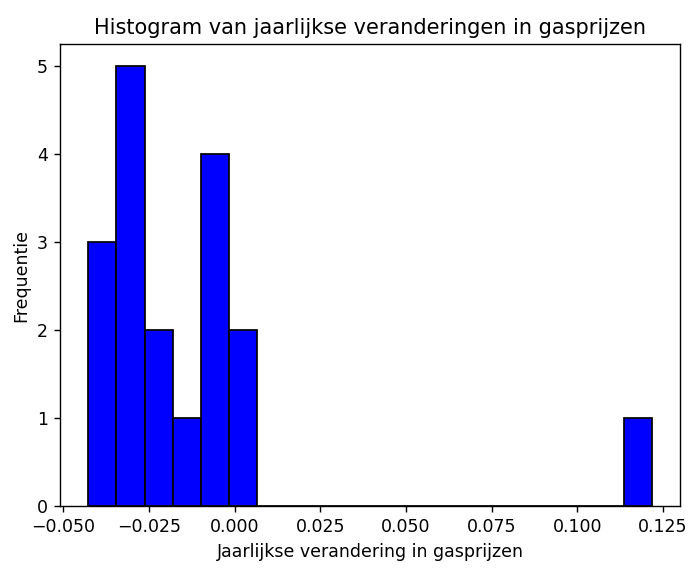 Histogram van jaarlijkse veranderingen in gasprijzen
5
4
3
2
1
0
Frequentie
−0.050 −0.025 0.000 0.025 0.050 0.075 0.100 0.125
Jaarlijkse verandering in gasprijzen